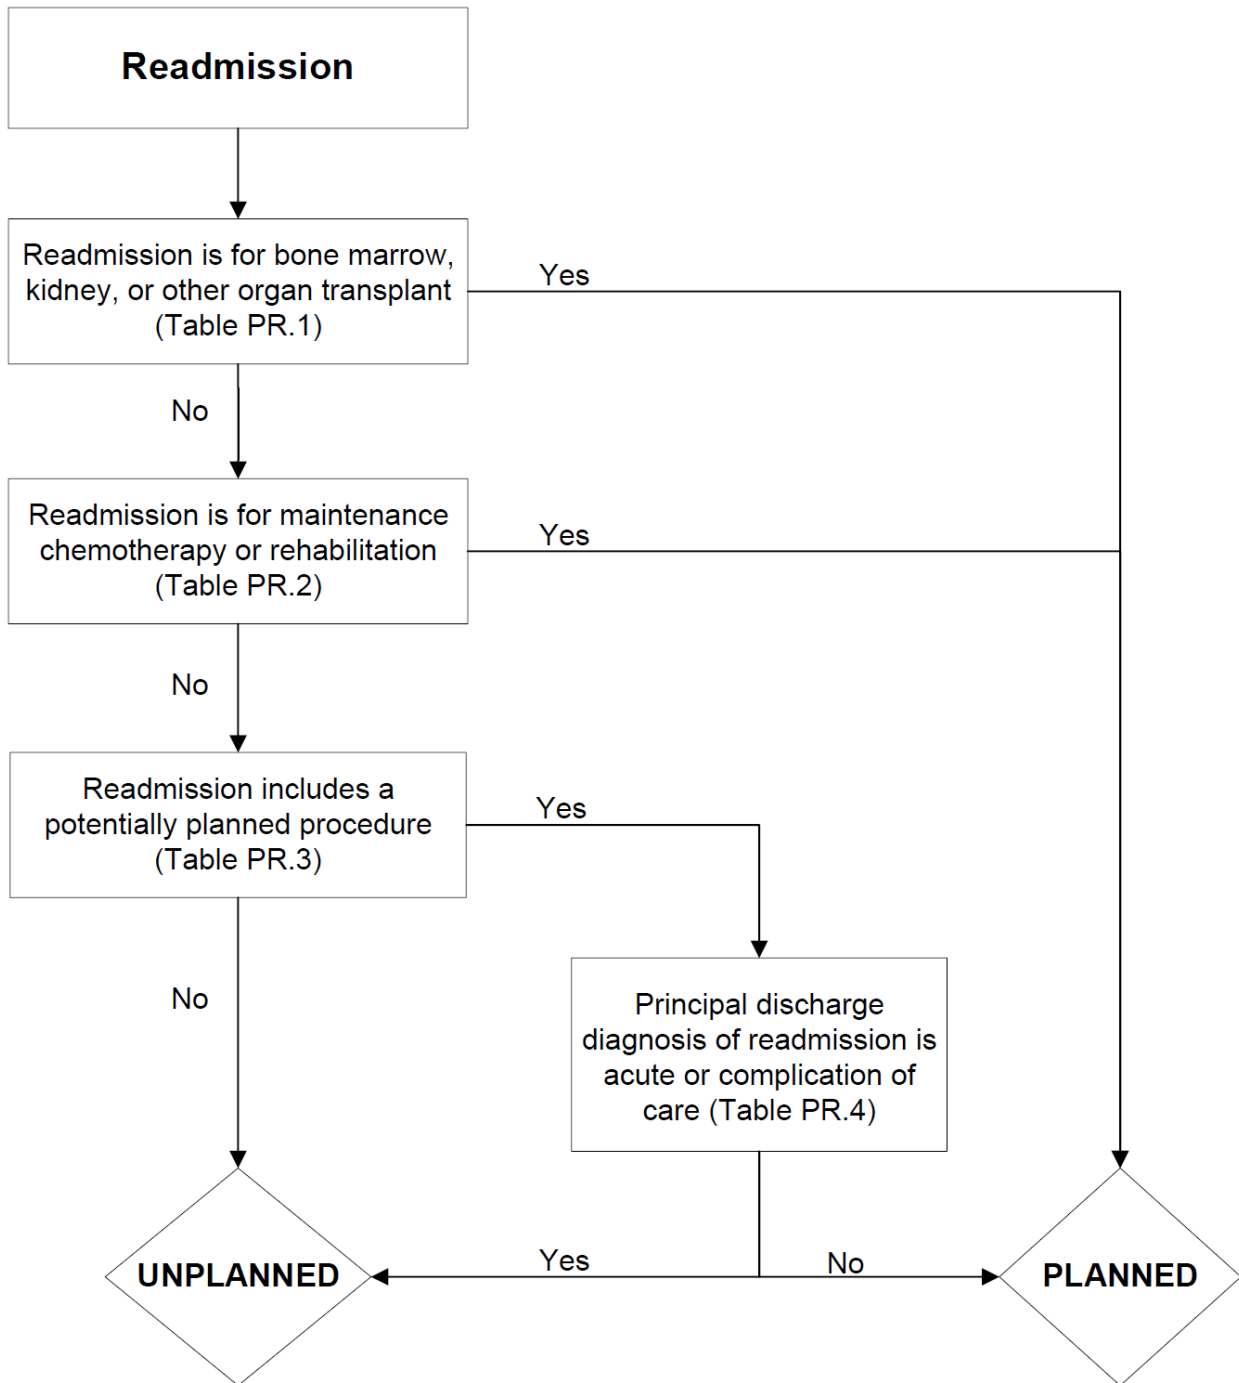 Readmission
Readmission is for bone marrow,
kidney, or other organ transplant
(Table PR.1)
Yes
No
Readmission is for maintenance
chemotherapy or rehabilitation
(Table PR.2)
Yes
No
Readmission includes a
potentially planned procedure
(Table PR.3)
Yes
No
Principal discharge
diagnosis of readmission is
acute or complication of
care (Table PR.4)
Yes
No
UNPLANNED
PLANNED